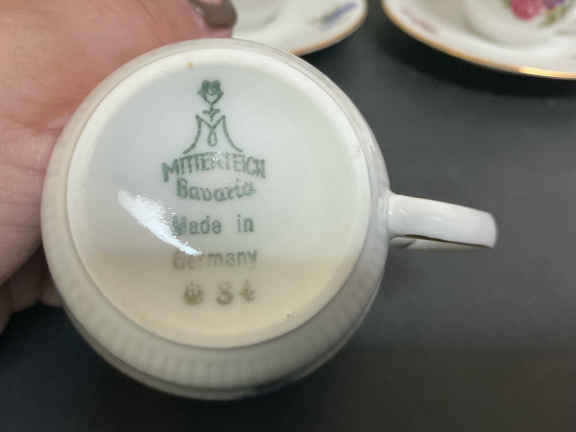 MITTERTEICH
Bavaria
Made in
Germany
34